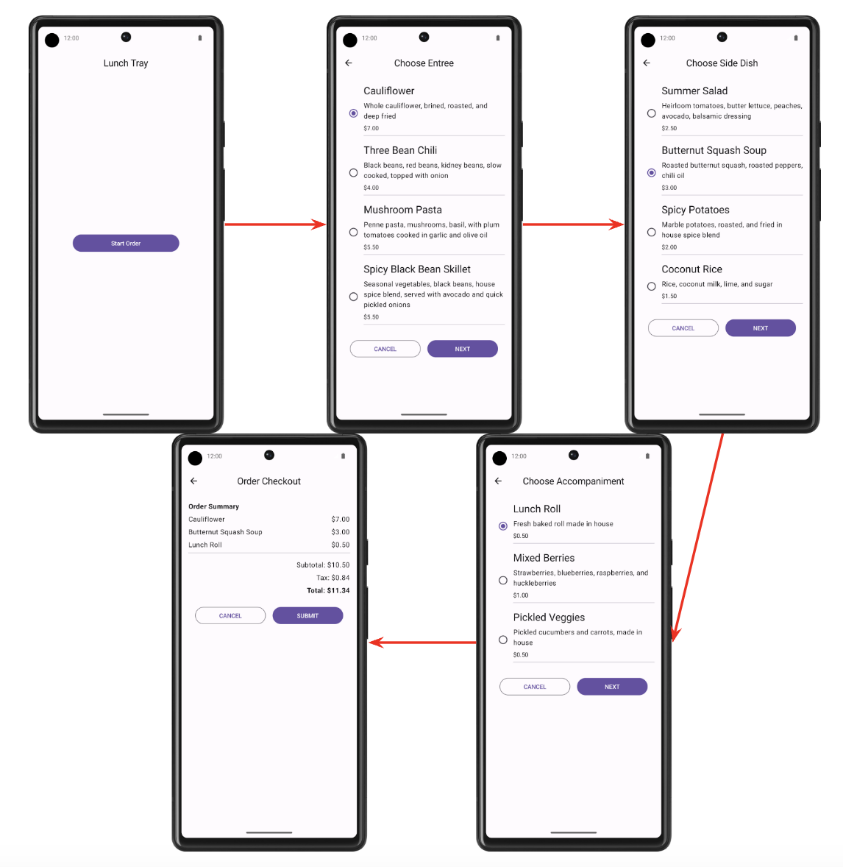 12:00
Lunch Tray
Start Order
12:00
Choose Entree
Cauliflower
Whole cauliflower, brined, roasted, and
deep fried
$7.00
Three Bean Chili
Black beans, red beans, kidney beans, slow
cooked, topped with onion
$4.00
Mushroom Pasta
Penne pasta, mushrooms, basil, with plum
tomatoes cooked in garlic and olive oil
$5.50
Spicy Black Bean Skillet
Seasonal vegetables, black beans, house
spice blend, served with avocado and quick
pickled onions
$5.50
CANCEL
NEXT
12:00
Choose Side Dish
Summer Salad
Heirloom tomatoes, butter lettuce, peaches,
avocado, balsamic dressing
$2.50
Butternut Squash Soup
Roasted butternut squash, roasted peppers,
chili oil
$3.00
Spicy Potatoes
Marble potatoes, roasted, and fried in
house spice blend
$2.00
Coconut Rice
Rice, coconut milk, lime, and sugar
$1.50
CANCEL
NEXT
12:00
Order Checkout
Order Summary
Cauliflower $7.00
Butternut Squash Soup $3.00
Lunch Roll $0.50
Subtotal: $10.50
Tax: $0.84
Total: $11.34
CANCEL
SUBMIT
12:00
Choose Accompaniment
Lunch Roll
Fresh baked roll made in house
$0.50
Mixed Berries
Strawberries, blueberries, raspberries, and
huckleberries
$1.00
Pickled Veggies
Pickled cucumbers and carrots, made in
house
$0.50
CANCEL
NEXT